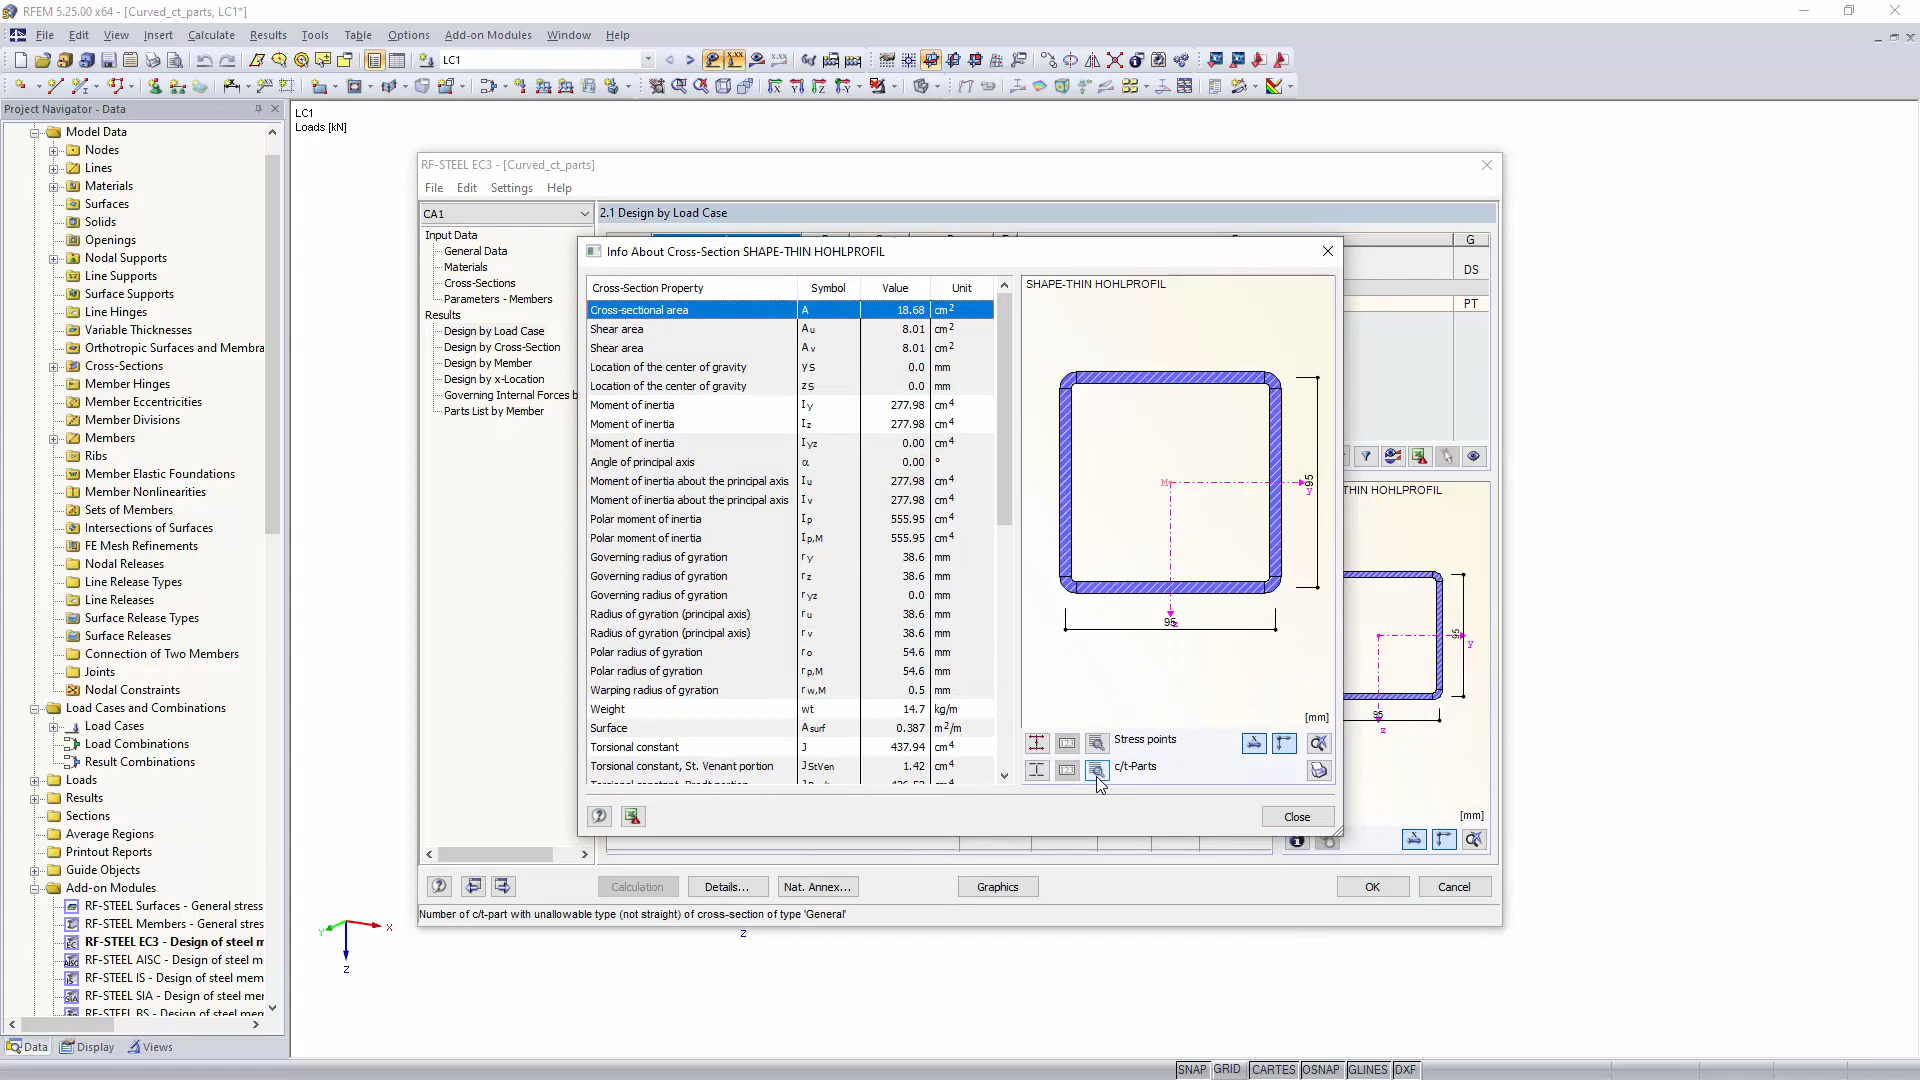 RFEM 5.25.00 x64 - [Curved_ct_parts, LC1*]
File Edit View Insert Calculate Results Tools Table Options Add-on Modules Window Help
LC1
Project Navigator - Data
Model Data
Nodes
Lines
Materials
Surfaces
Solids
Openings
Nodal Supports
Line Supports
Surface Supports
Line Hinges
Variable Thicknesses
Orthotropic Surfaces and Membra
Cross-Sections
Member Hinges
Member Eccentricities
Member Divisions
Members
Ribs
Member Elastic Foundations
Member Nonlinearities
Sets of Members
Intersections of Surfaces
FE Mesh Refinements
Nodal Releases
Line Release Types
Line Releases
Surface Release Types
Surface Releases
Connection of Two Members
Joints
Nodal Constraints
Load Cases and Combinations
Load Cases
Load Combinations
Result Combinations
Loads
Results
Sections
Average Regions
Printout Reports
Guide Objects
Add-on Modules
RF-STEEL Surfaces - General stress
RF-STEEL Members - General stress
RF-STEEL EC3 - Design of steel m
RF-STEEL AISC - Design of steel me
RF-STEEL IS - Design of steel mem
RF-STEEL SIA - Design of steel mem
RF-STEEL BS - Design of steel mem
Data Display Views
LC1
Loads [kN]
RF-STEEL EC3 - [Curved_ct_parts]
File Edit Settings Help
CA1
2.1 Design by Load Case
Input Data
General Data
Materials
Cross-Sections
Parameters - Members
Results
Design by Load Case
Design by Cross-Section
Design by Member
Design by x-Location
Governing Internal Forces b
Parts List by Member
G
DS
PT
Info About Cross-Section SHAPE-THIN HOHLPROFIL
Cross-Section Property Symbol Value Unit
Cross-sectional area A 18.68 cm2
Shear area Au 8.01 cm2
Shear area Av 8.01 cm2
Location of the center of gravity yS 0.0 mm
Location of the center of gravity zS 0.0 mm
Moment of inertia Iy 277.98 cm4
Moment of inertia Iz 277.98 cm4
Moment of inertia Iyz 0.00 cm4
Angle of principal axis α 0.00 °
Moment of inertia about the principal axis Iu 277.98 cm4
Moment of inertia about the principal axis Iv 277.98 cm4
Polar moment of inertia Ip 555.95 cm4
Polar moment of inertia Ip,M 555.95 cm4
Governing radius of gyration ry 38.6 mm
Governing radius of gyration rz 38.6 mm
Governing radius of gyration ryz 0.0 mm
Radius of gyration (principal axis) ru 38.6 mm
Radius of gyration (principal axis) rv 38.6 mm
Polar radius of gyration ro 54.6 mm
Polar radius of gyration rp,M 54.6 mm
Warping radius of gyration rw,M 0.5 mm
Weight wt 14.7 kg/m
Surface Asurf 0.387 m2/m
Torsional constant J 437.94 cm4
Torsional constant, St. Venant portion JStVen 1.42 cm4
SHAPE-THIN HOHLPROFIL
M
95
y
95
z
[mm]
Stress points
c/t-Parts
Close
THIN HOHLPROFIL
95
y
95
z
[mm]
Calculation Details... Nat. Annex... Graphics OK Cancel
Number of c/t-part with unallowable type (not straight) of cross-section of type 'General'
Z
Y X
Z
SNAP GRID CARTES OSNAP GLINES DXF